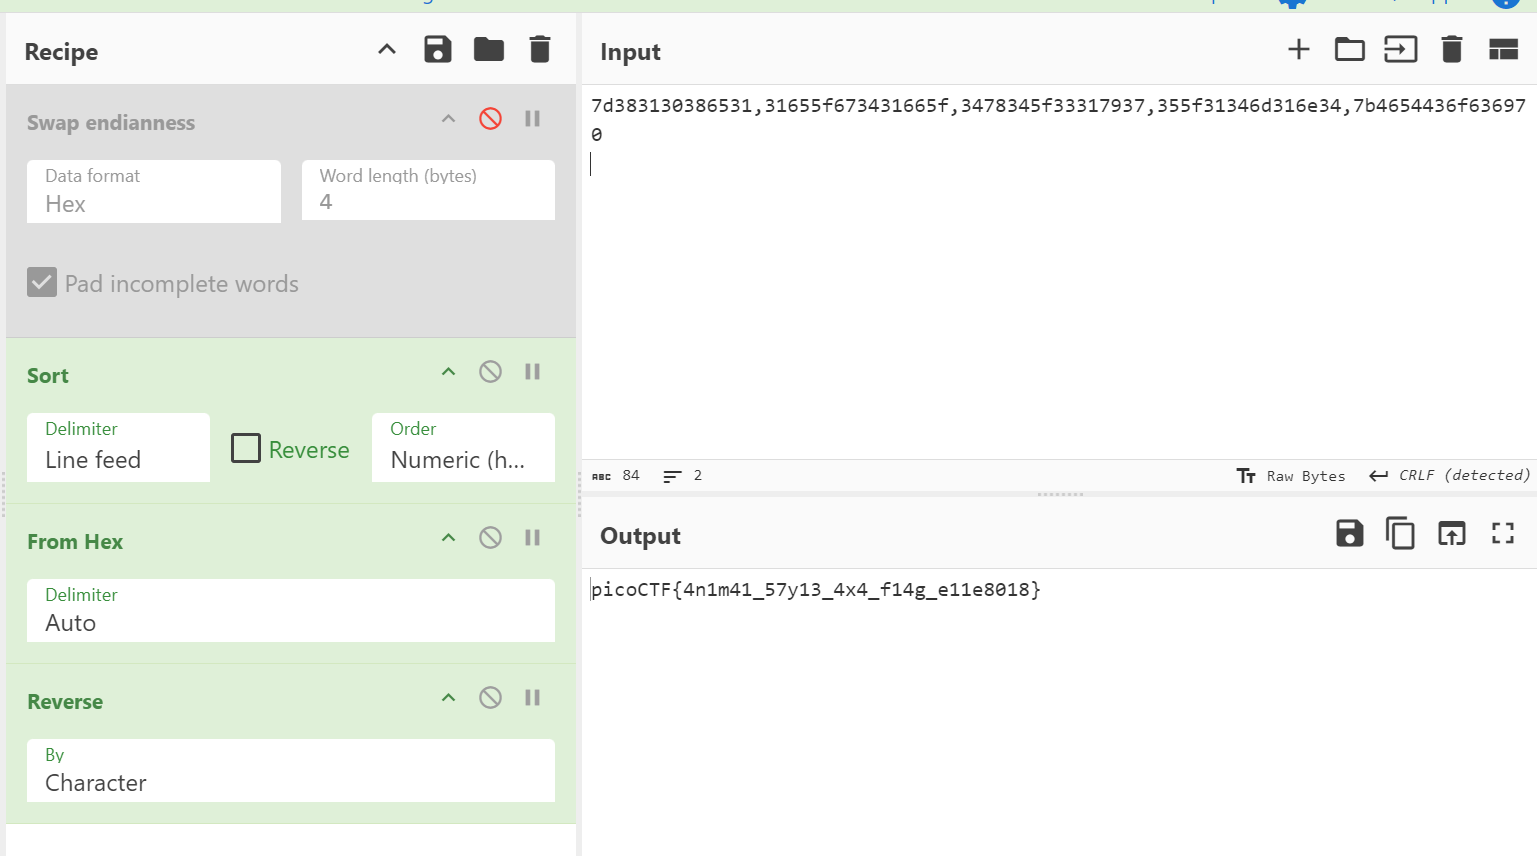 Recipe
Swap endianness
Data format
Hex
Word length (bytes)
4
Pad incomplete words
Sort
Delimiter
Line feed
Reverse
Order
Numeric (h...
From Hex
Delimiter
Auto
Reverse
By
Character
Input
7d383130386531,31655f673431665f,3478345f33317937,355f31346d316e34,7b4654436f63697
0
ABC 84
2
Raw Bytes
CRLF (detected)
Output
picoCTF{4n1m41_57y13_4x4_f14g_e11e8018}